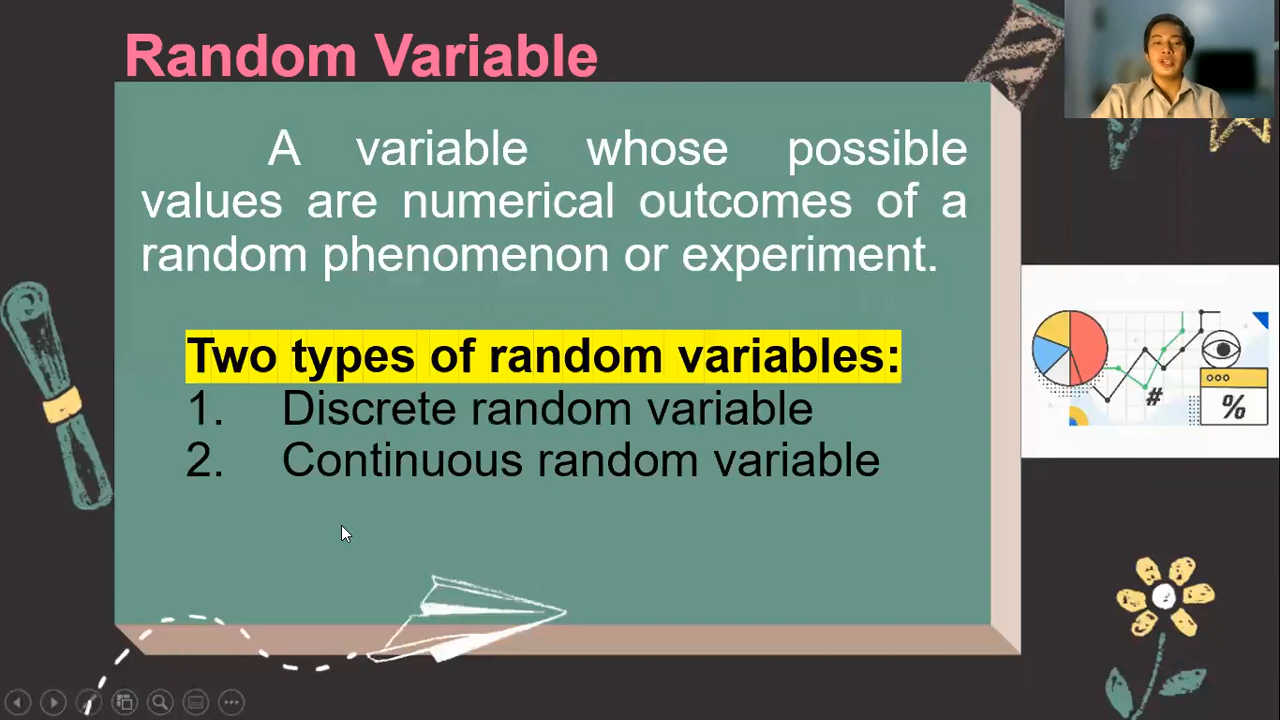 Random Variable
A variable whose possible
values are numerical outcomes of a
random phenomenon or experiment.
Two types of random variables:
1. Discrete random variable
2. Continuous random variable
#
%